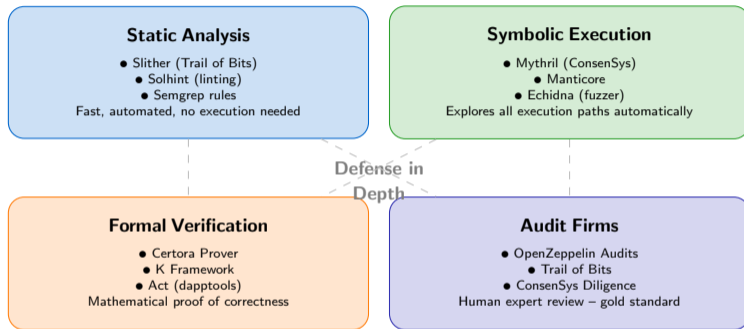 Static Analysis
● Slither (Trail of Bits)
● Solhint (linting)
● Semgrep rules
Fast, automated, no execution needed
Symbolic Execution
● Mythril (ConsenSys)
● Manticore
● Echidna (fuzzer)
Explores all execution paths automatically
Defense in
Depth
Formal Verification
● Certora Prover
● K Framework
● Act (dapptools)
Mathematical proof of correctness
Audit Firms
● OpenZeppelin Audits
● Trail of Bits
● ConsenSys Diligence
Human expert review – gold standard